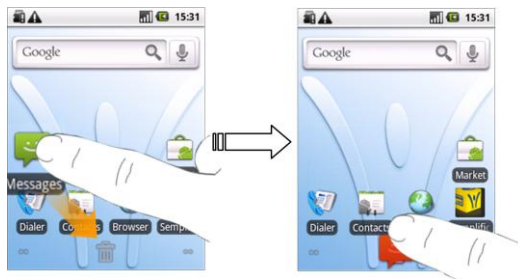 15:31
Google
Messages
Dialer
Browser
15:31
Google
Market
Dialer
Contacts